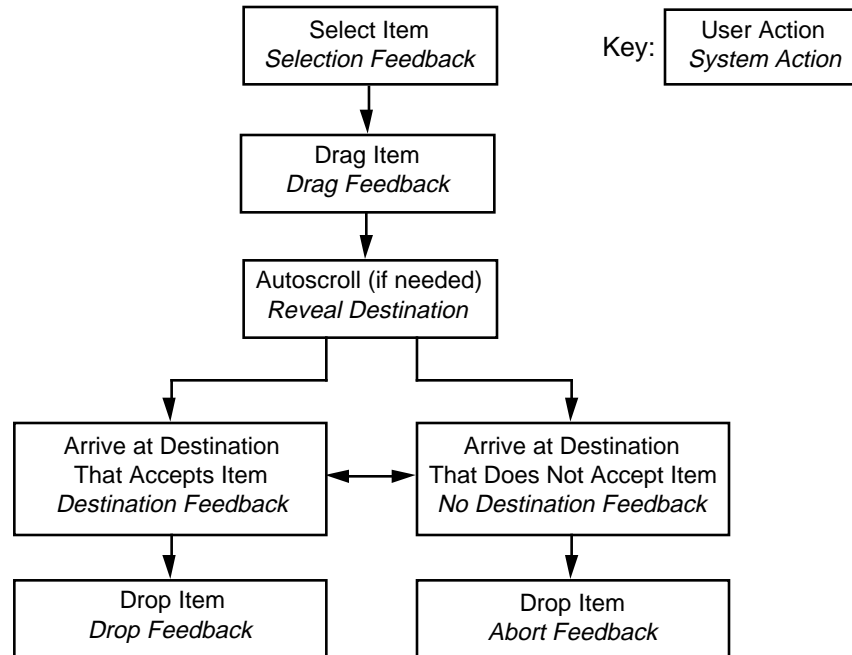 Select Item
Selection Feedback
Key:
User Action
System Action
Drag Item
Drag Feedback
Autoscroll (if needed)
Reveal Destination
Arrive at Destination
That Accepts Item
Destination Feedback
Arrive at Destination
That Does Not Accept Item
No Destination Feedback
Drop Item
Drop Feedback
Drop Item
Abort Feedback